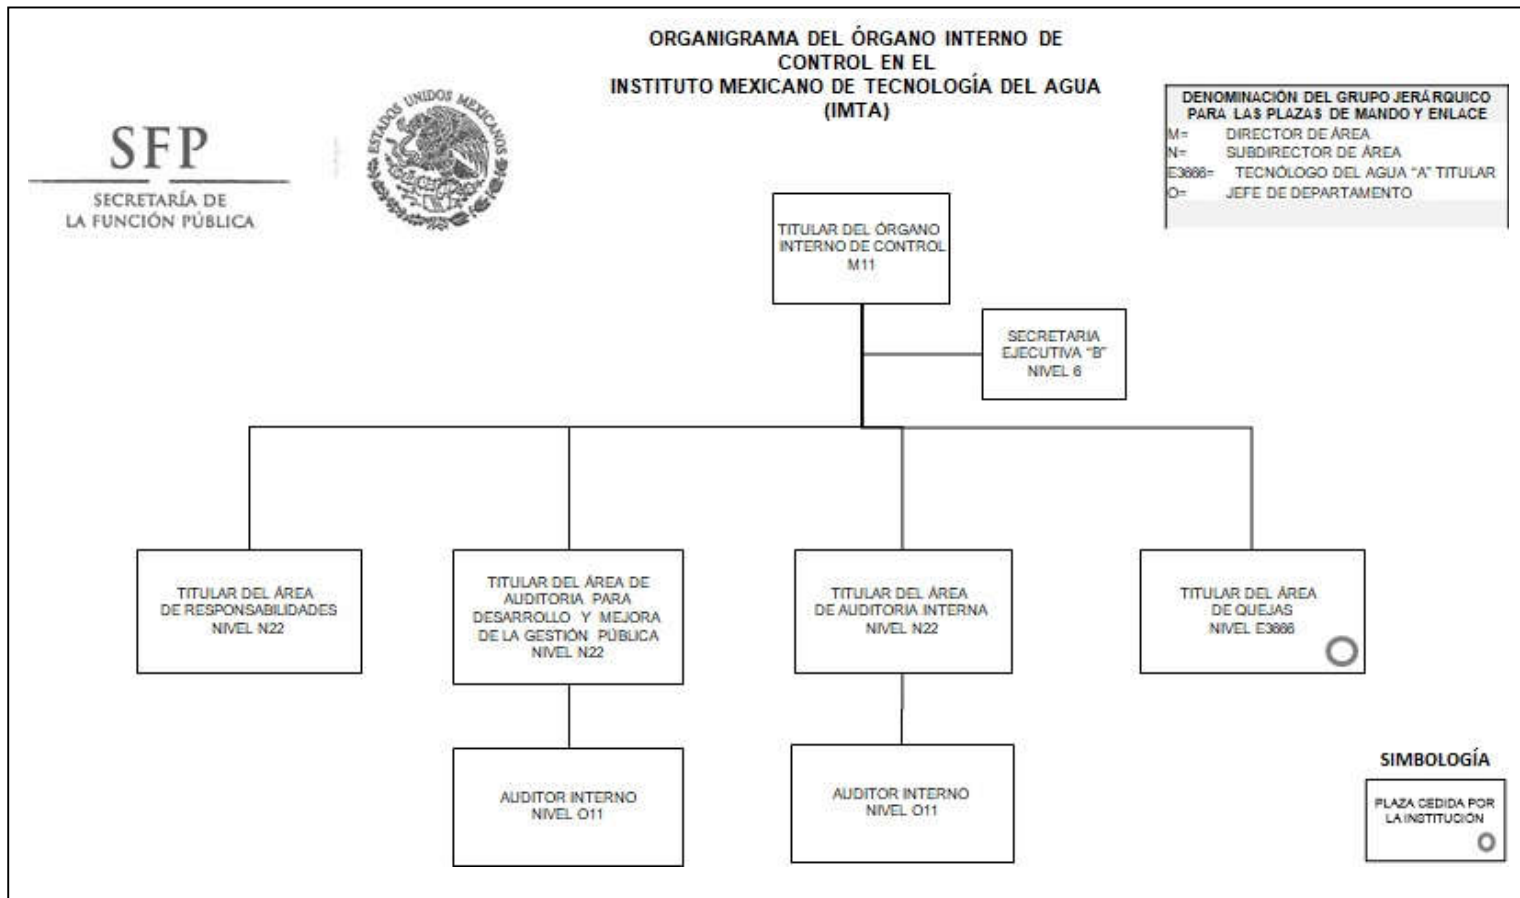 ORGANIGRAMA DEL ÓRGANO INTERNO DE
CONTROL EN EL
INSTITUTO MEXICANO DE TECNOLOGÍA DEL AGUA
(IMTA)
SFP
SECRETARÍA DE
LA FUNCIÓN PÚBLICA
ESTADOS UNIDOS MEXICANOS
DENOMINACIÓN DEL GRUPO JERÁRQUICO
PARA LAS PLAZAS DE MANDO Y ENLACE
M= DIRECTOR DE ÁREA
N= SUBDIRECTOR DE ÁREA
E3666= TECNÓLOGO DEL AGUA “A” TITULAR
O= JEFE DE DEPARTAMENTO
TITULAR DEL ÓRGANO
INTERNO DE CONTROL
M11
SECRETARIA
EJECUTIVA “B”
NIVEL 6
TITULAR DEL ÁREA
DE RESPONSABILIDADES
NIVEL N22
TITULAR DEL ÁREA DE
AUDITORIA PARA
DESARROLLO Y MEJORA
DE LA GESTIÓN PÚBLICA
NIVEL N22
TITULAR DEL ÁREA
DE AUDITORIA INTERNA
NIVEL N22
TITULAR DEL ÁREA
DE QUEJAS
NIVEL E3666
AUDITOR INTERNO
NIVEL O11
AUDITOR INTERNO
NIVEL O11
SIMBOLOGÍA
PLAZA CEDIDA POR
LA INSTITUCIÓN